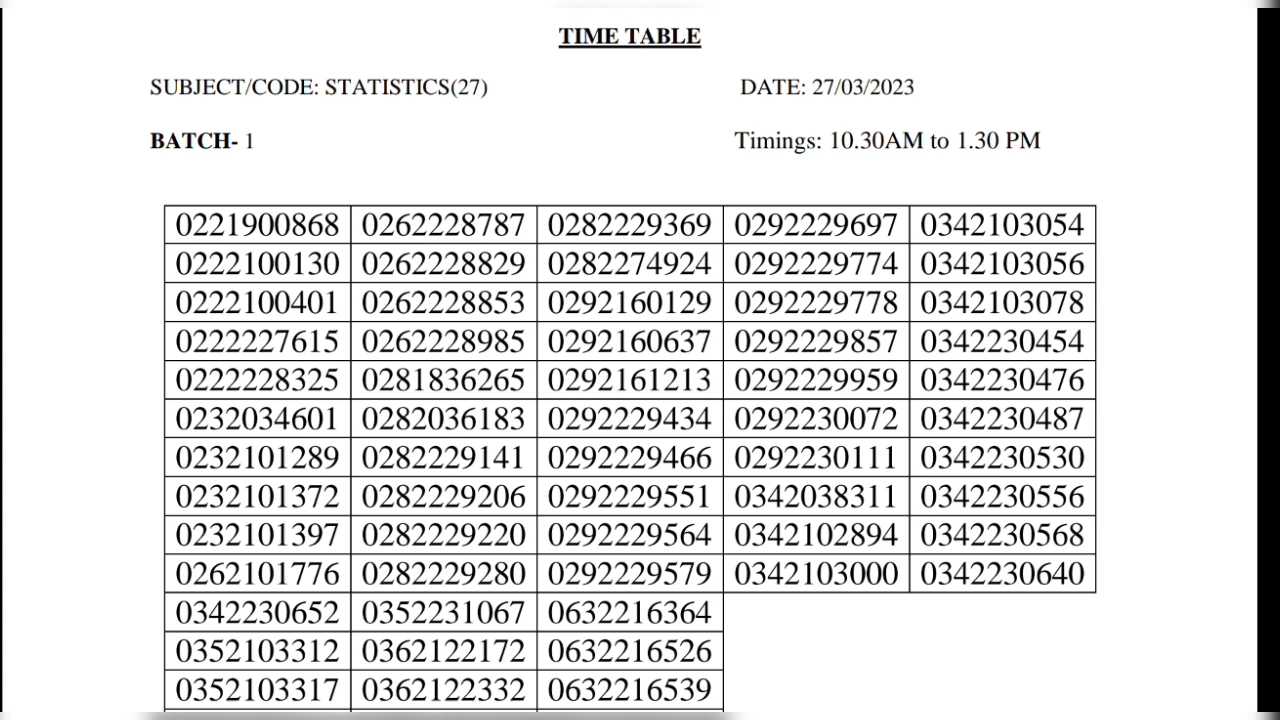 TIME TABLE
SUBJECT/CODE: STATISTICS(27) DATE: 27/03/2023
BATCH- 1 Timings: 10.30AM to 1.30 PM
0221900868 0262228787 0282229369 0292229697 0342103054
0222100130 0262228829 0282274924 0292229774 0342103056
0222100401 0262228853 0292160129 0292229778 0342103078
0222227615 0262228985 0292160637 0292229857 0342230454
0222228325 0281836265 0292161213 0292229959 0342230476
0232034601 0282036183 0292229434 0292230072 0342230487
0232101289 0282229141 0292229466 0292230111 0342230530
0232101372 0282229206 0292229551 0342038311 0342230556
0232101397 0282229220 0292229564 0342102894 0342230568
0262101776 0282229280 0292229579 0342103000 0342230640
0342230652 0352231067 0632216364
0352103312 0362122172 0632216526
0352103317 0362122332 0632216539